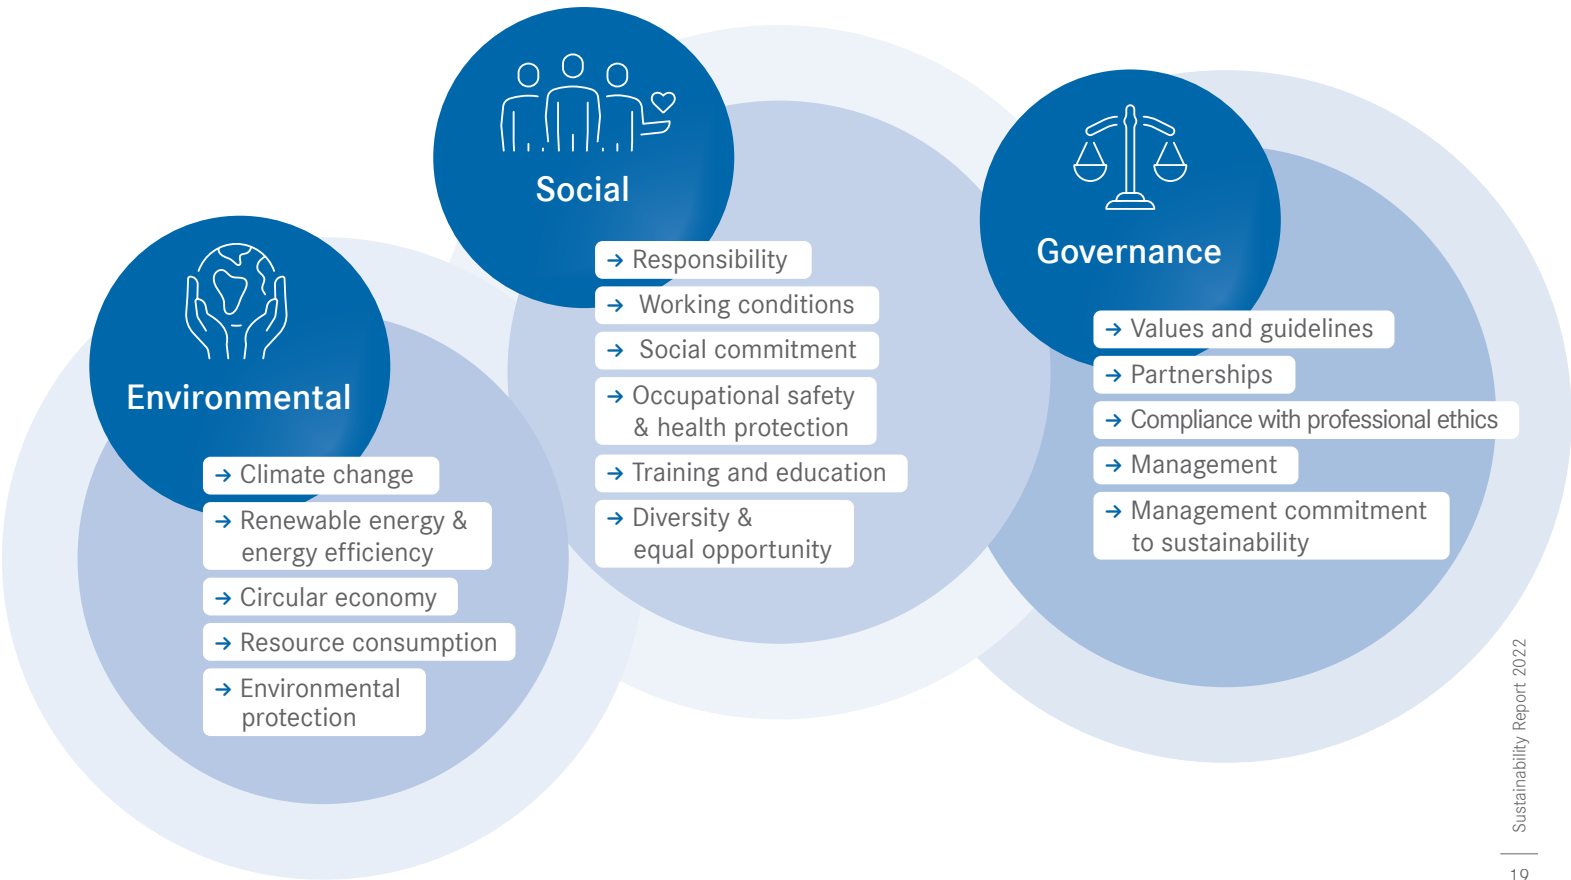 Social
→ Responsibility
→ Working conditions
→ Social commitment
→ Occupational safety
& health protection
→ Training and education
→ Diversity &
equal opportunity
Governance
→ Values and guidelines
→ Partnerships
→ Compliance with professional ethics
→ Management
→ Management commitment
to sustainability
Environmental
→ Climate change
→ Renewable energy &
energy efficiency
→ Circular economy
→ Resource consumption
→ Environmental
protection
Sustainability Report 2022
19